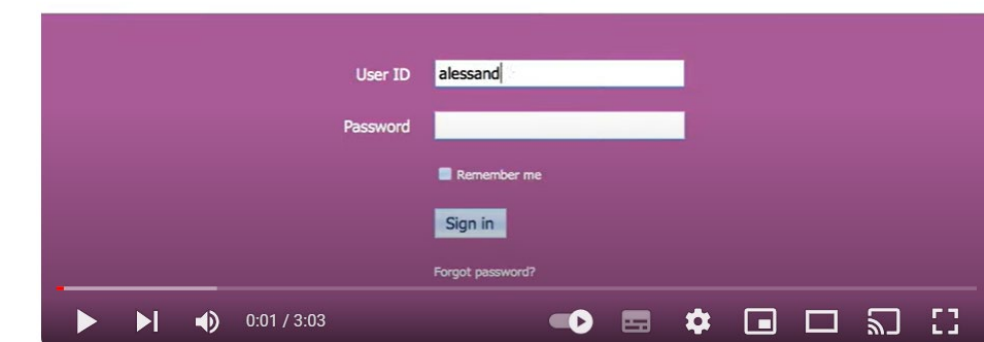 User ID alessand
Password
Remember me
Sign in
Forgot password?
0:01 / 3:03